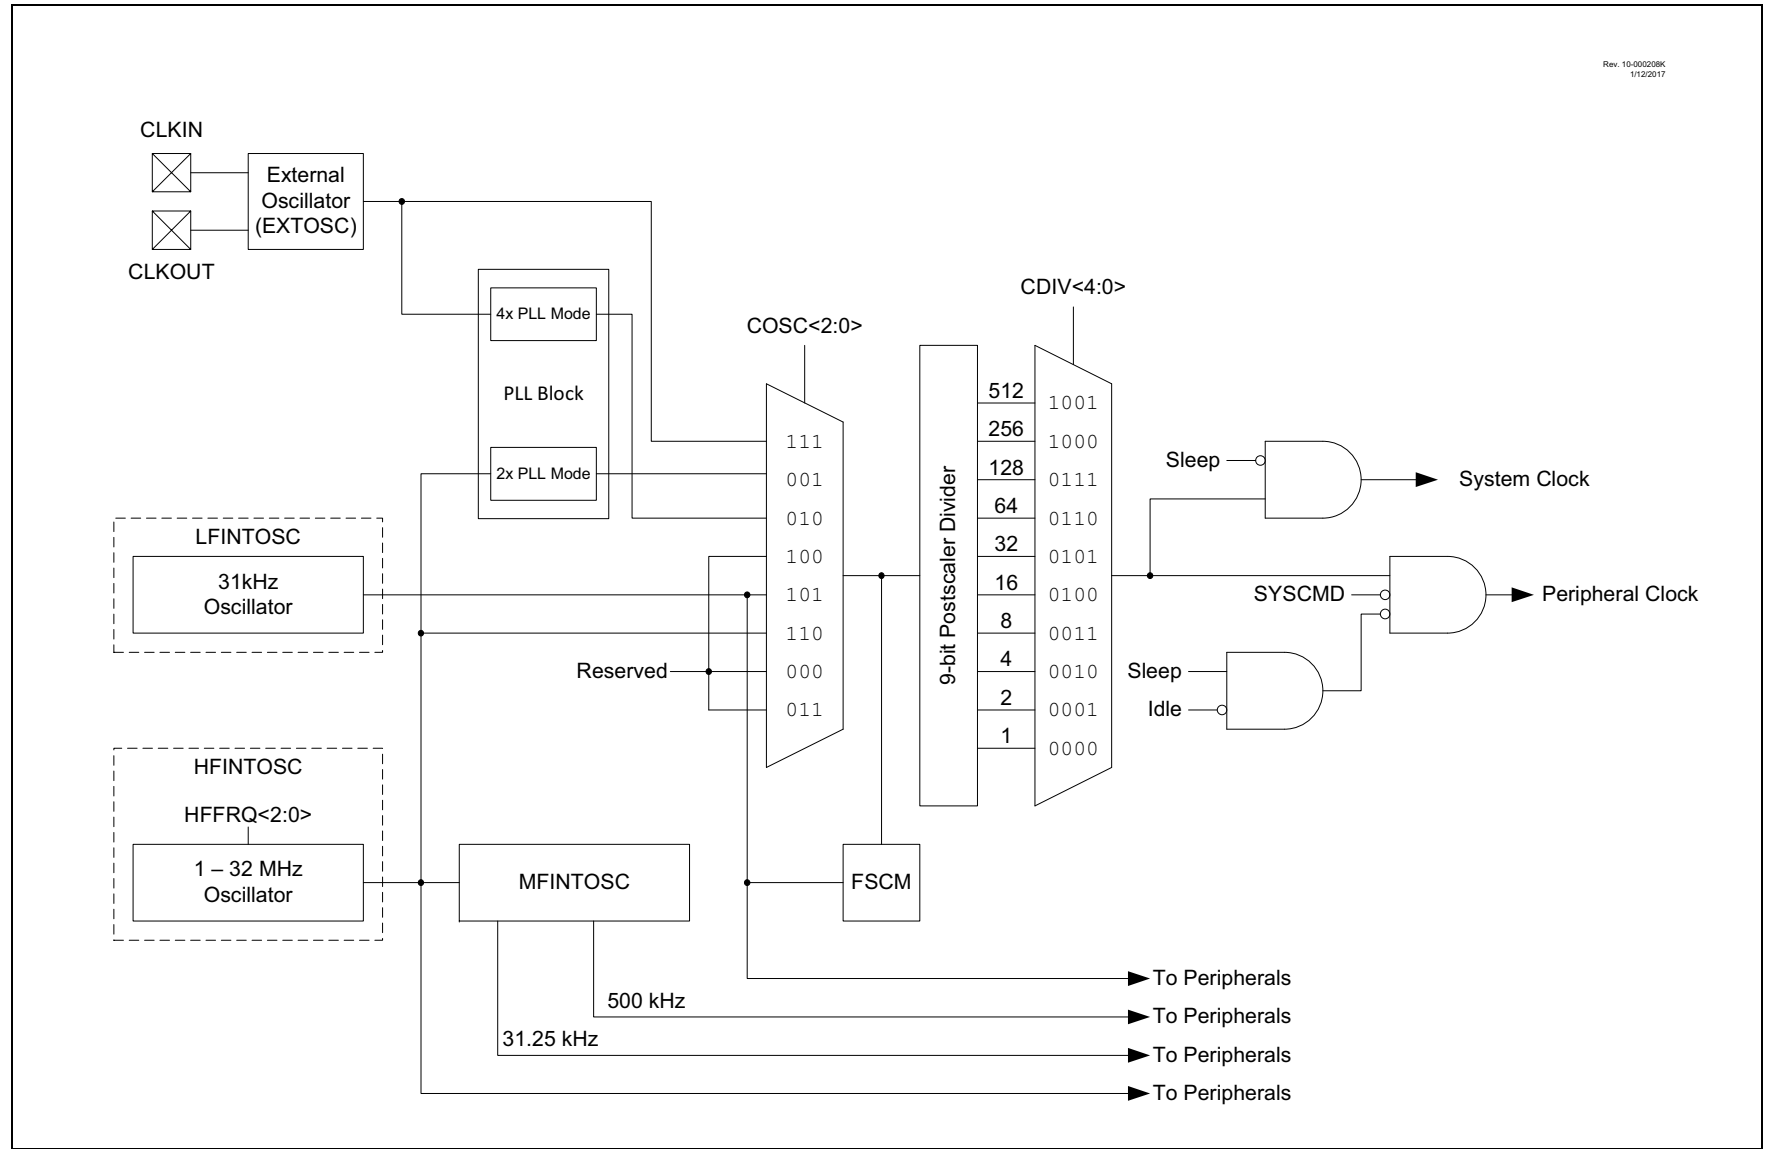 Rev. 10-000208K
1/12/2017
CLKIN
External
Oscillator
(EXTOSC)
CLKOUT
4x PLL Mode
PLL Block
2x PLL Mode
COSC<2:0>
111
001
010
100
101
110
000
011
Reserved
LFINTOSC
31kHz
Oscillator
HFINTOSC
HFFRQ<2:0>
1 – 32 MHz
Oscillator
MFINTOSC
FSCM
500 kHz
31.25 kHz
9-bit Postscaler Divider
CDIV<4:0>
512 1001
256 1000
128 0111
64 0110
32 0101
16 0100
8 0011
4 0010
2 0001
1 0000
Sleep
System Clock
SYSCMD
Peripheral Clock
Sleep
Idle
To Peripherals
To Peripherals
To Peripherals
To Peripherals